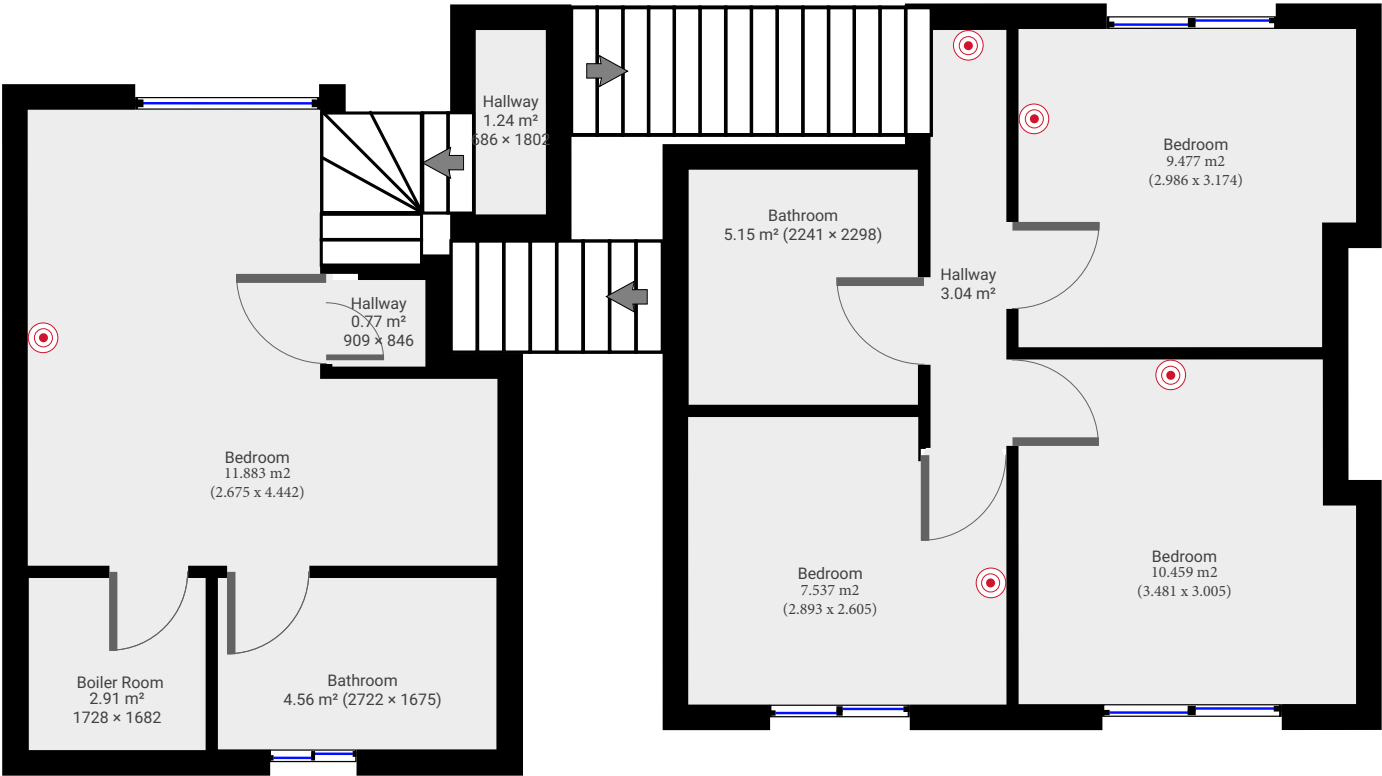 Hallway
1.24 m²
686 × 1802
Bedroom
9.477 m2
(2.986 x 3.174)
Bathroom
5.15 m² (2241 × 2298)
Hallway
3.04 m²
Hallway
0.77 m²
909 × 846
Bedroom
11.883 m2
(2.675 x 4.442)
Bedroom
7.537 m2
(2.893 x 2.605)
Bedroom
10.459 m2
(3.481 x 3.005)
Boiler Room
2.91 m²
1728 × 1682
Bathroom
4.56 m² (2722 × 1675)